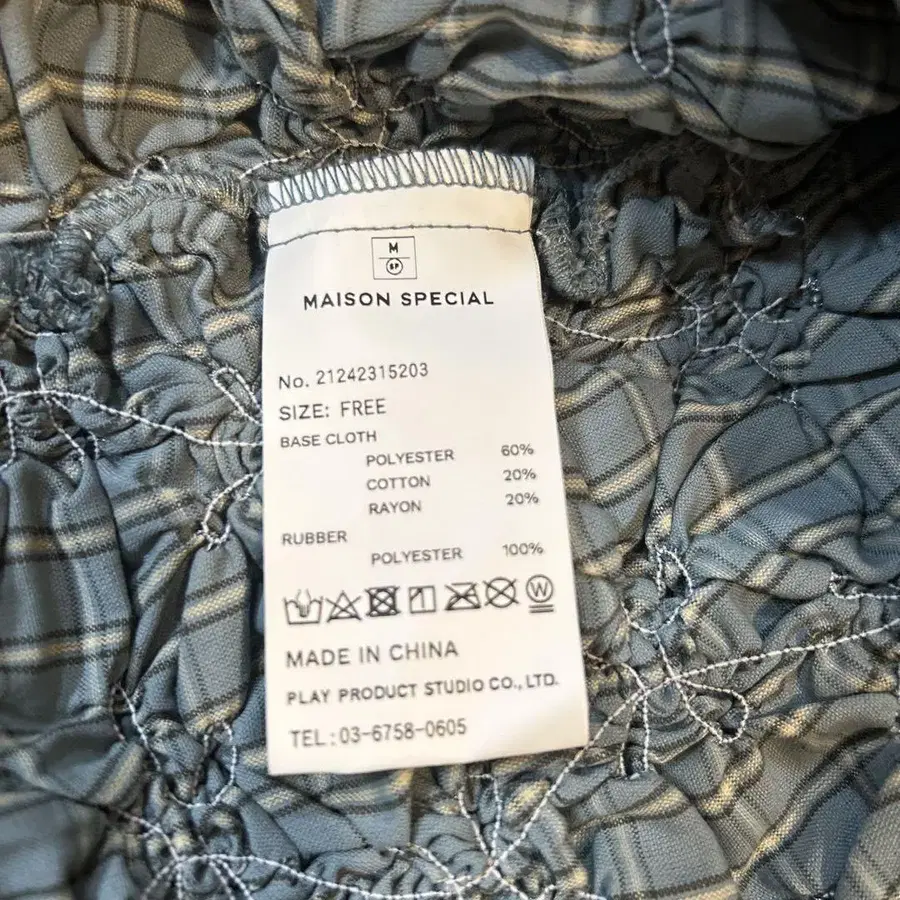 M
SP
MAISON SPECIAL
No. 21242315203
SIZE: FREE
BASE CLOTH
POLYESTER 60%
COTTON 20%
RAYON 20%
RUBBER
POLYESTER 100%
W
MADE IN CHINA
PLAY PRODUCT STUDIO CO., LTD.
TEL:03-6758-0605